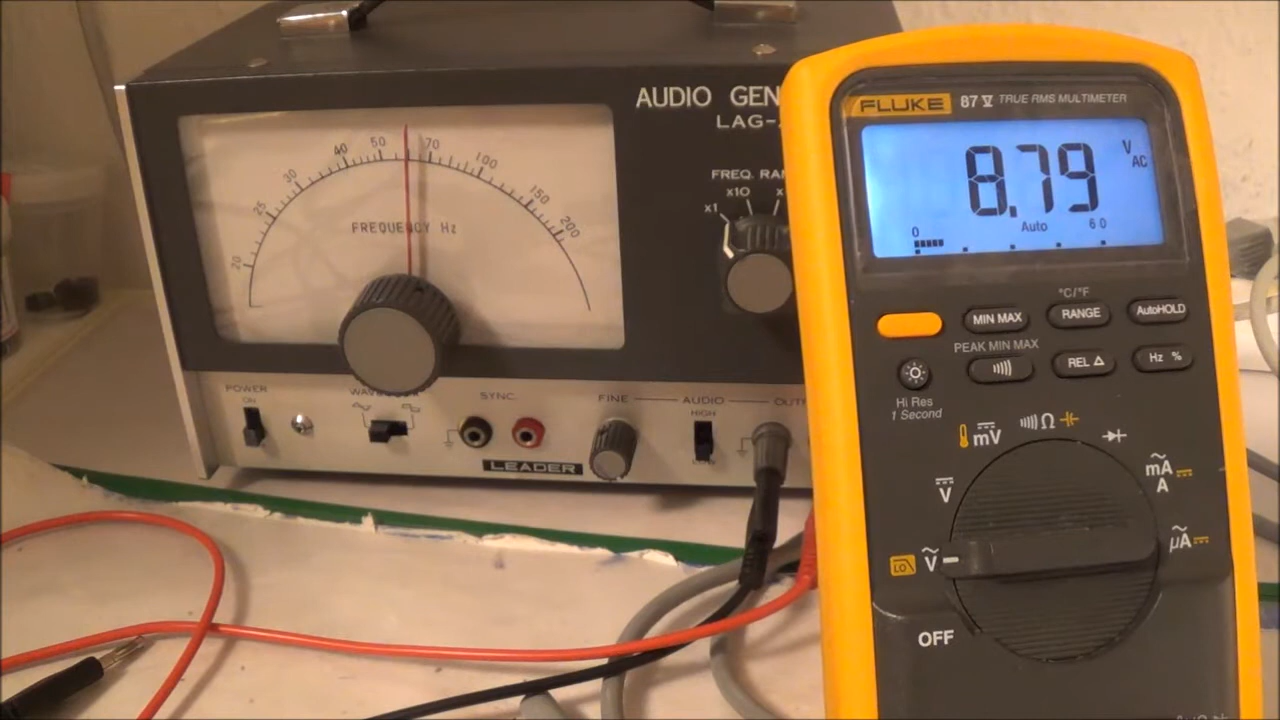 AUDIO GEN
LAG-
FREQ. RAN
x1
x10
x
20
25
30
40
50
70
100
150
200
FREQUENCY Hz
POWER
ON
SYNC.
FINE
AUDIO
OUT
HIGH
LEADER
FLUKE 87 V TRUE RMS MULTIMETER
8.79 V AC
0 Auto 60
°C/°F
MIN MAX RANGE AutoHOLD
PEAK MIN MAX
REL Δ Hz %
Hi Res
1 Second
mV Ω
V
mA
A
µA
LO V
OFF